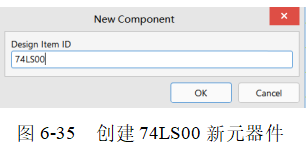 New Component
Design Item ID
74LS00
OK Cancel
图 6-35 创建 74LS00 新元器件